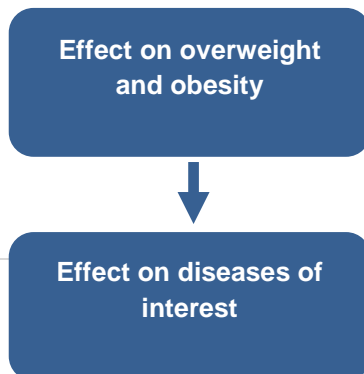 Effect on overweight
and obesity
Effect on diseases of
interest